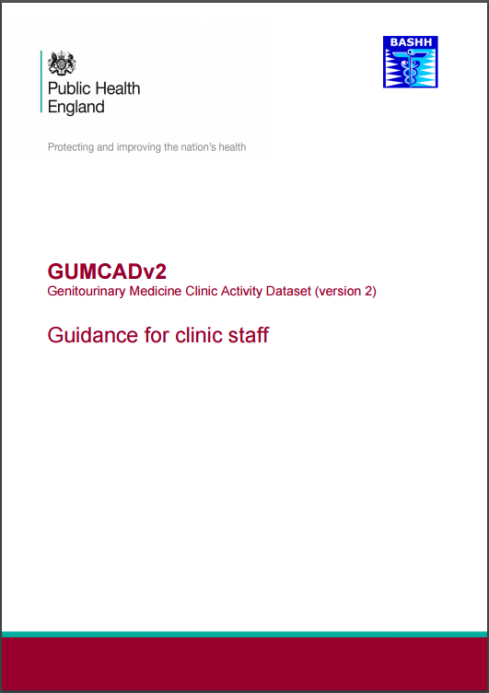 BASHH
Public Health
England
Protecting and improving the nation's health
GUMCADv2
Genitourinary Medicine Clinic Activity Dataset (version 2)
Guidance for clinic staff